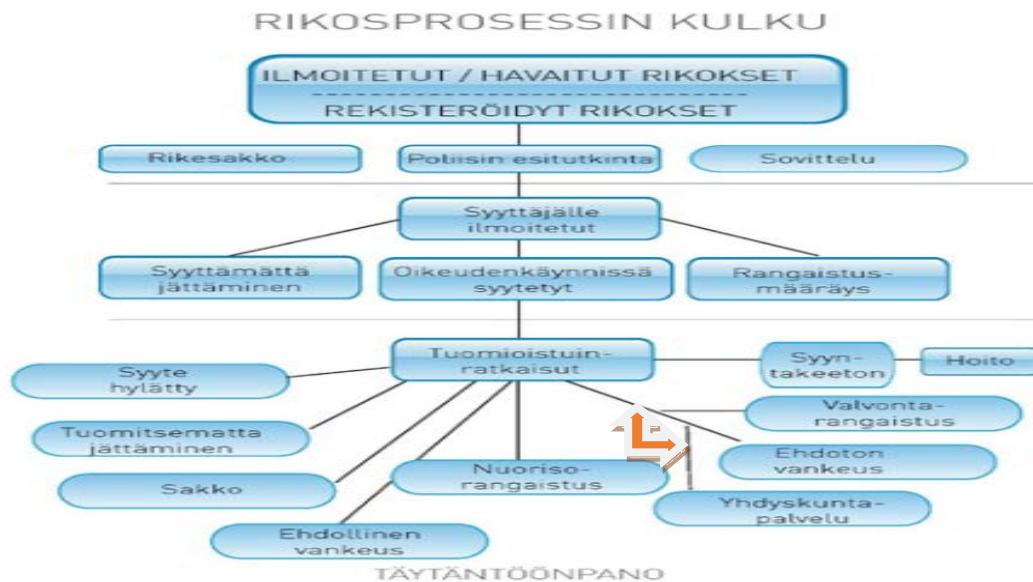 RIKOSPROSESSIN KULKU
ILMOITETUT / HAVAITUT RIKOKSET
REKISTERÖIDYT RIKOKSET
Rikesakko
Poliisin esitutkinta
Sovittelu
Syyttäjälle
ilmoitetut
Syyttämättä
jättäminen
Oikeudenkäynnissä
syytetyt
Rangaistus-
määräys
Tuomioistuin-
ratkaisut
Syyn-
takeeton
Hoito
Syyte
hylätty
Valvonta-
rangaistus
Tuomitsematta
jättäminen
Ehdoton
vankeus
Sakko
Nuoriso-
rangaistus
Yhdyskunta-
palvelu
Ehdollinen
vankeus
TÄYTÄNTÖÖNPANO